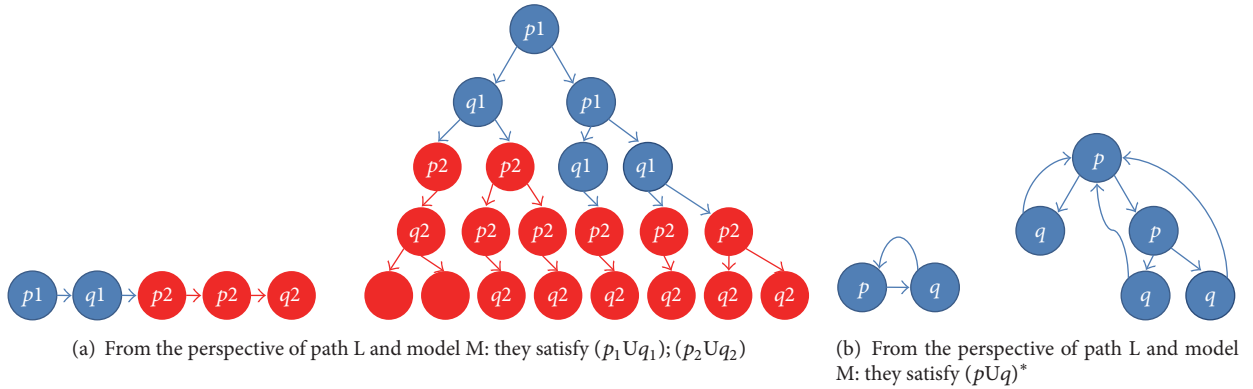 p1
q1 p1
p2 p2 q1 q1
q2 p2 p2 p2 p2 p2
p1 q1 p2 p2 q2
q2 q2 q2 q2 q2 q2
p q
p
q p
q q
(a) From the perspective of path L and model M: they satisfy (p₁Uq₁); (p₂Uq₂)
(b) From the perspective of path L and model
M: they satisfy (pUq)*